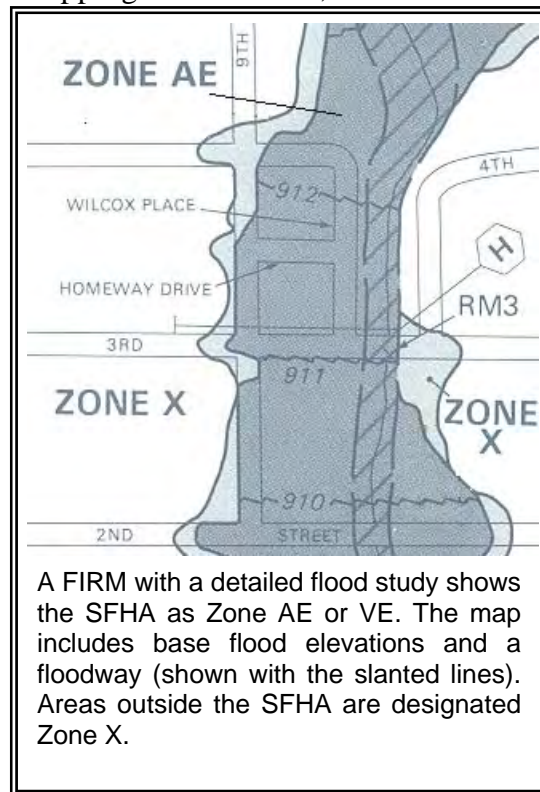 ZONE AE
9TH
912
WILCOX PLACE
4TH
H
HOMEWAY DRIVE
RM3
3RD
911
ZONE X
ZONE
X
910
2ND
STREET
A FIRM with a detailed flood study shows
the SFHA as Zone AE or VE. The map
includes base flood elevations and a
floodway (shown with the slanted lines).
Areas outside the SFHA are designated
Zone X.